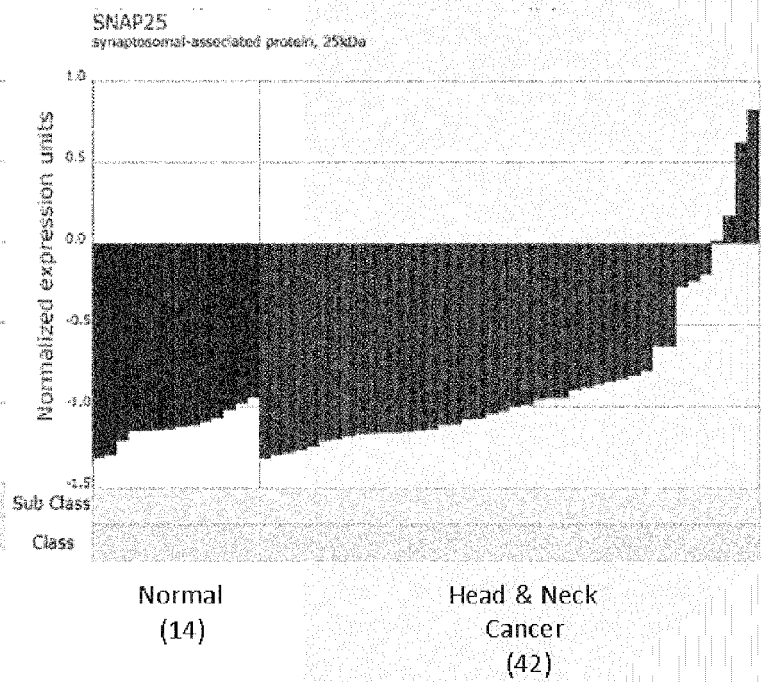 SNAP25
synaptosomal-associated protein, 25kDa
Normalized expression units
1.0
0.5
0.0
-0.5
-1.0
-1.5
Sub Class
Class
Normal
(14)
Head & Neck
Cancer
(42)